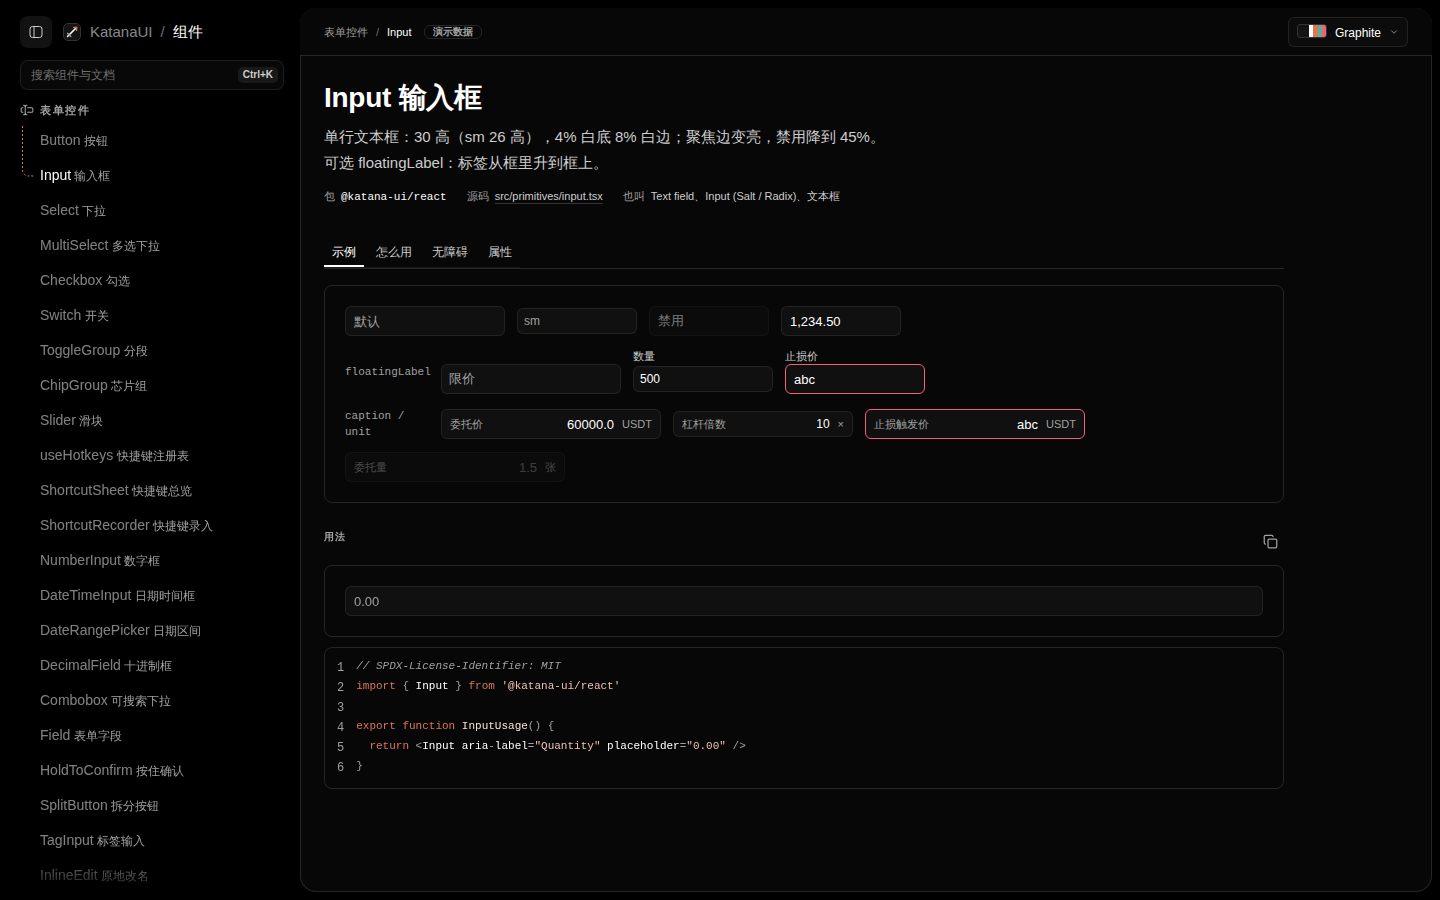 KatanaUI / 组件
搜索组件与文档 Ctrl+K
表单控件
Button 按钮
Input 输入框
Select 下拉
MultiSelect 多选下拉
Checkbox 勾选
Switch 开关
ToggleGroup 分段
ChipGroup 芯片组
Slider 滑块
useHotkeys 快捷键注册表
ShortcutSheet 快捷键总览
ShortcutRecorder 快捷键录入
NumberInput 数字框
DateTimeInput 日期时间框
DateRangePicker 日期区间
DecimalField 十进制框
Combobox 可搜索下拉
Field 表单字段
HoldToConfirm 按住确认
SplitButton 拆分按钮
TagInput 标签输入
InlineEdit 原地改名
表单控件 / Input 演示数据
Graphite
Input 输入框
单行文本框：30 高（sm 26 高），4% 白底 8% 白边；聚焦边变亮，禁用降到 45%。
可选 floatingLabel：标签从框里升到框上。
包 @katana-ui/react 源码 src/primitives/input.tsx 也叫 Text field、Input (Salt / Radix)、文本框
示例 怎么用 无障碍 属性
默认 sm 禁用 1,234.50
数量 止损价
floatingLabel 限价 500 abc
caption / unit 委托价 60000.0 USDT 杠杆倍数 10 × 止损触发价 abc USDT
委托量 1.5 张
用法
0.00
1 // SPDX-License-Identifier: MIT
2 import { Input } from '@katana-ui/react'
3
4 export function InputUsage() {
5 return <Input aria-label="Quantity" placeholder="0.00" />
6 }